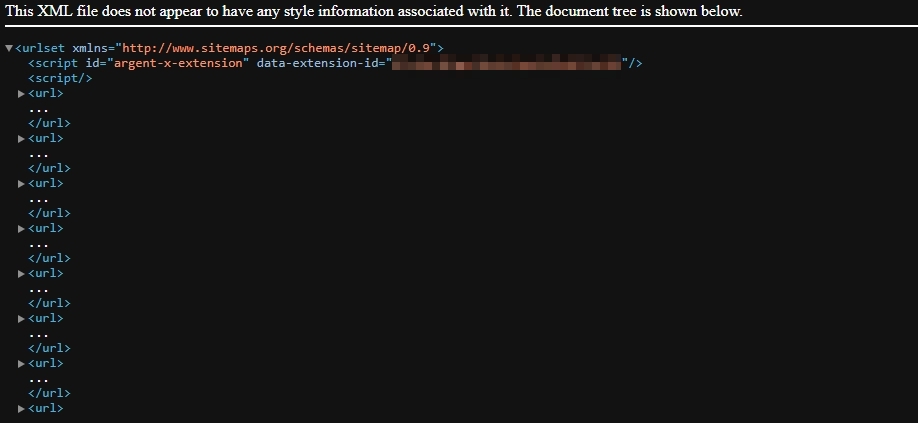 This XML file does not appear to have any style information associated with it. The document tree is shown below.
▼<urlset xmlns="http://www.sitemaps.org/schemas/sitemap/0.9">
<script id="argent-x-extension" data-extension-id=""/>
<script/>
▶<url>
...
</url>
▶<url>
...
</url>
▶<url>
...
</url>
▶<url>
...
</url>
▶<url>
...
</url>
▶<url>
...
</url>
▶<url>
...
</url>
▶<url>